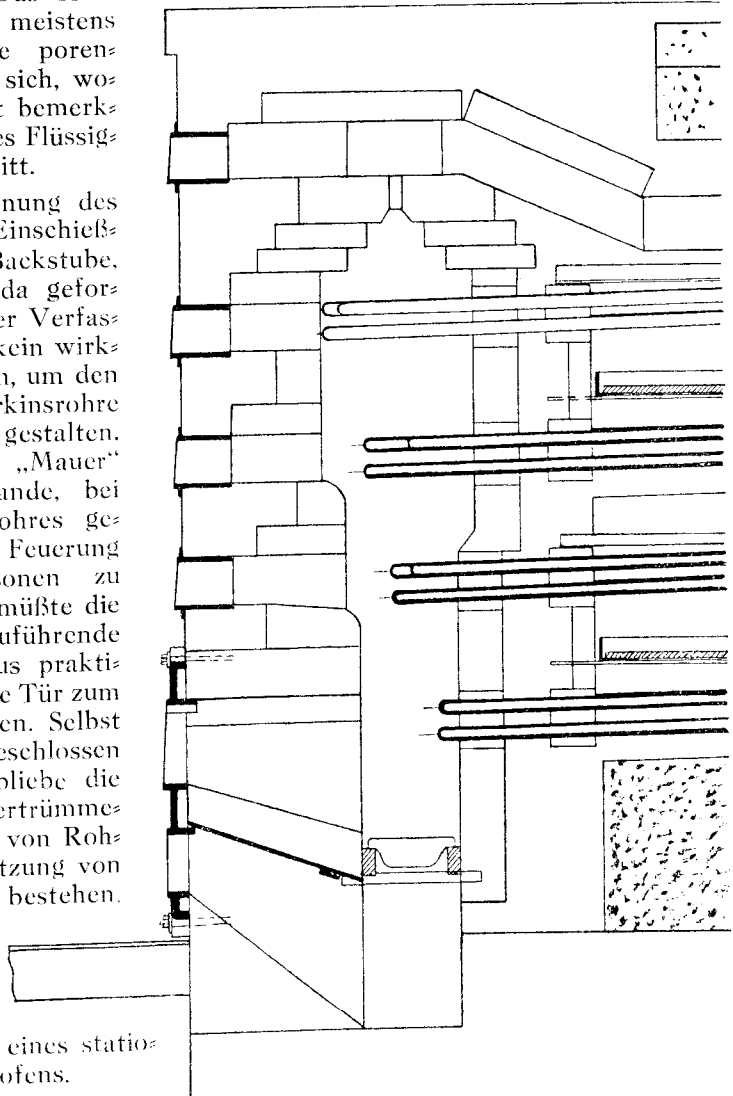 meistens
e poren⸗
sich, wo⸗
t bemerk⸗
es Flüssig⸗
itt.
nung des
Einschieß⸗
Backstube,
da gefor⸗
er Verfas⸗
kein wirk⸗
n, um den
rkinsrohre
gestalten.
„Mauer“
ande, bei
ohres ge⸗
Feuerung
sonen zu
müßte die
uführende
us prakti⸗
e Tür zum
en. Selbst
eschlossen
bliebe die
ertrümme⸗
von Roh⸗
tzung von
bestehen.
eines statio⸗
ofens.